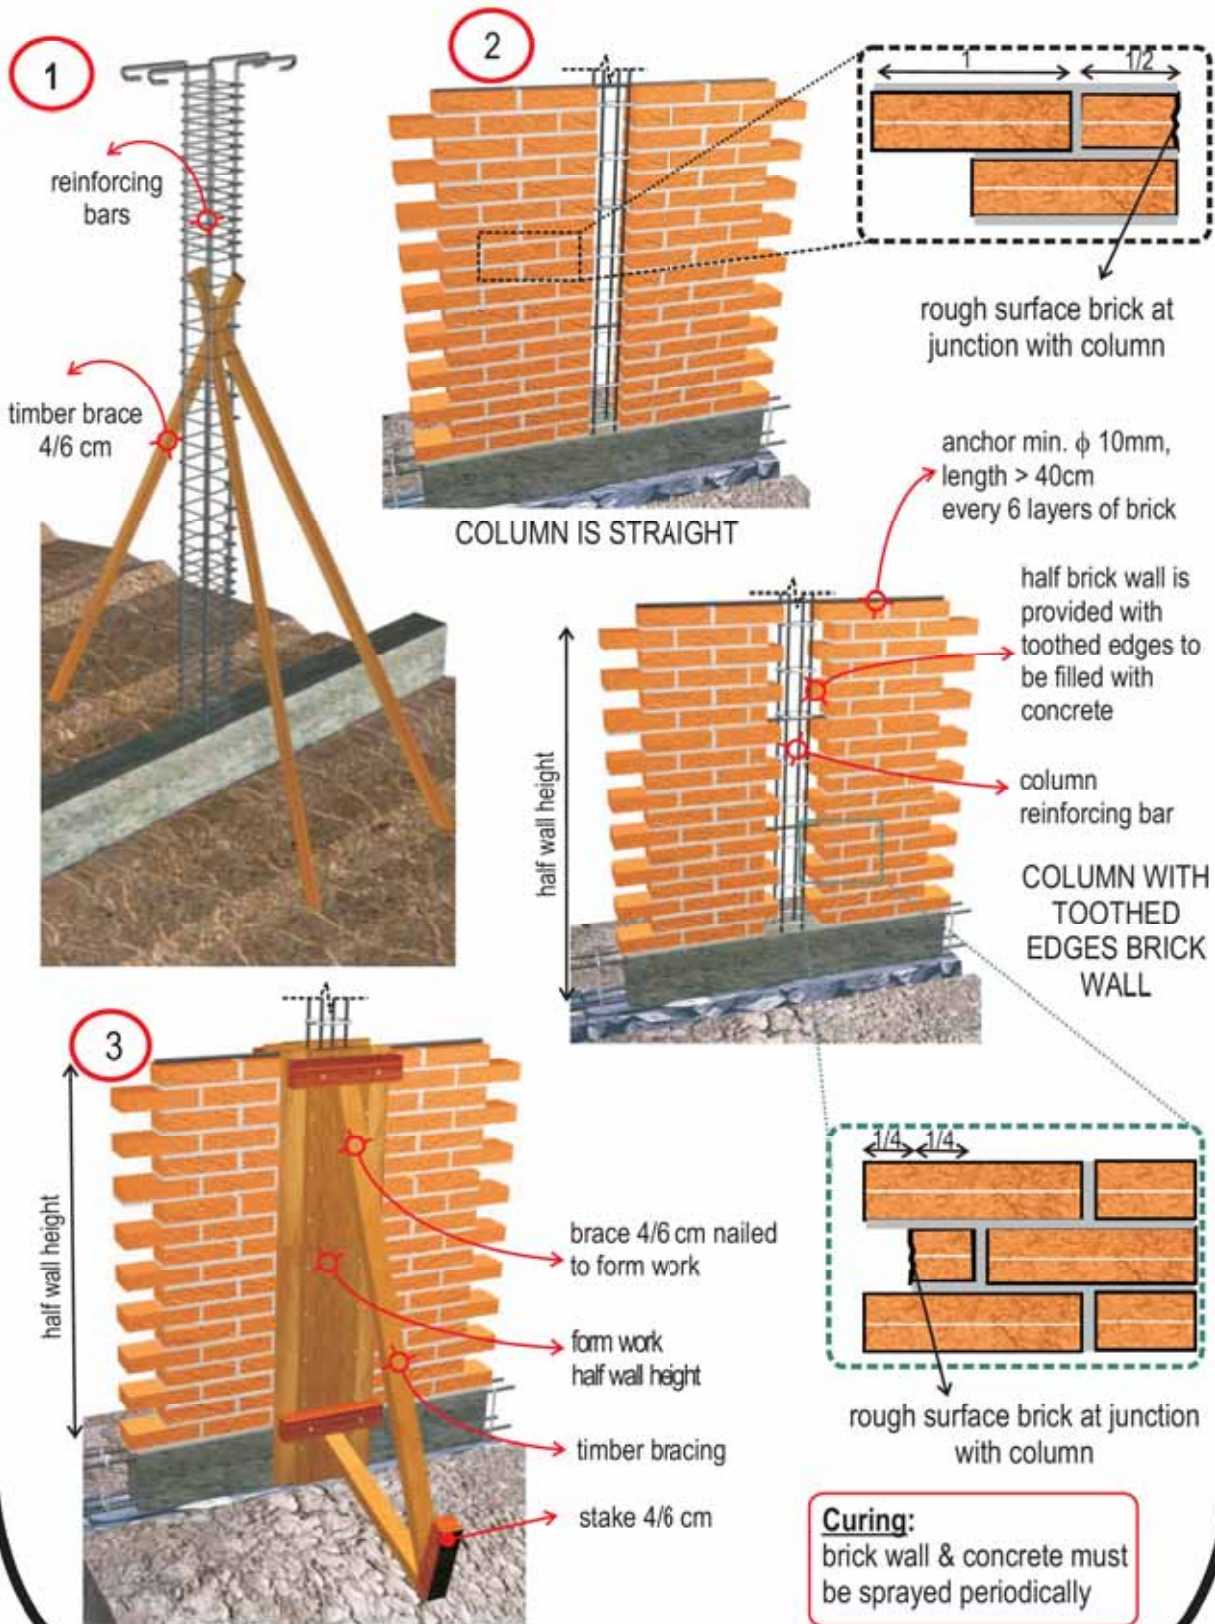 1
reinforcing
bars
timber brace
4/6 cm
2
1
1/2
rough surface brick at
junction with column
COLUMN IS STRAIGHT
anchor min. ϕ 10mm,
length > 40cm
every 6 layers of brick
half brick wall is
provided with
toothed edges to
be filled with
concrete
column
reinforcing bar
half wall height
COLUMN WITH
TOOTHED
EDGES BRICK
WALL
3
half wall height
brace 4/6 cm nailed
to form work
form work
half wall height
timber bracing
stake 4/6 cm
1/4 1/4
rough surface brick at junction
with column
Curing:
brick wall & concrete must
be sprayed periodically